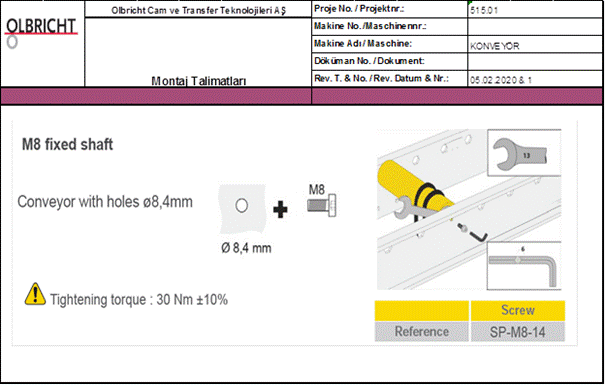 OLBRICHT
Olbricht Cam ve Transfer Teknolojileri AŞ
Montaj Talimatları
Proje No. / Projektnr.: 515.01
Makine No. /Maschinennr.:
Makine Adı / Maschine: KONVEYOR
Döküman No. / Dokument:
Rev. T. & No. / Rev. Datum & Nr.: 05.02.2020 & 1
M8 fixed shaft
Conveyor with holes ø8,4mm
M8
Ø 8,4 mm
13
6
Tightening torque : 30 Nm ±10%
Screw
Reference SP-M8-14